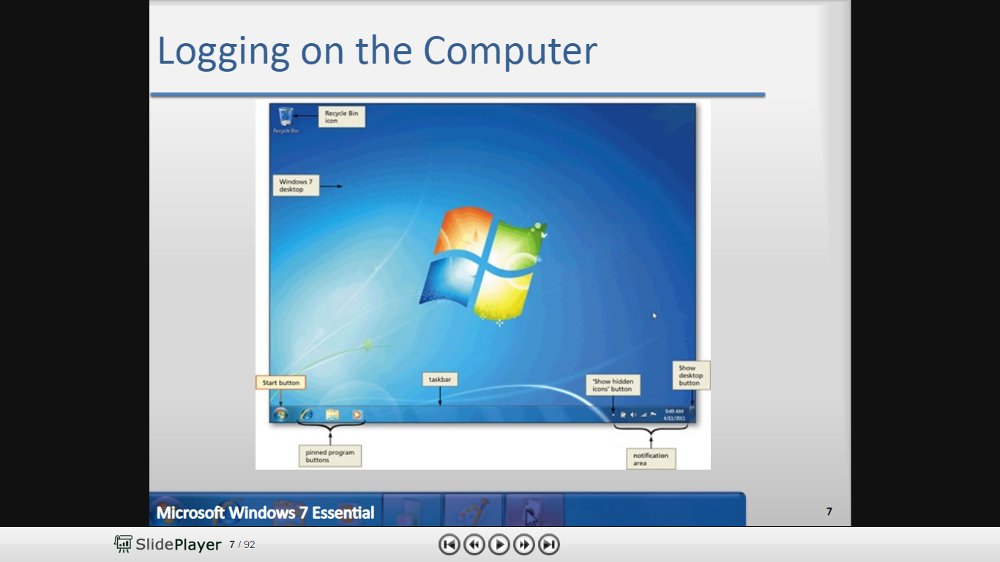 Logging on the Computer
Recycle Bin
icon
Recycle Bin
Windows 7
desktop
Show
desktop
button
Start button
taskbar
'Show hidden
icons' button
9:49 AM
4/11/2011
pinned program
buttons
notification
area
Microsoft Windows 7 Essential
7
SlidePlayer 7 / 92